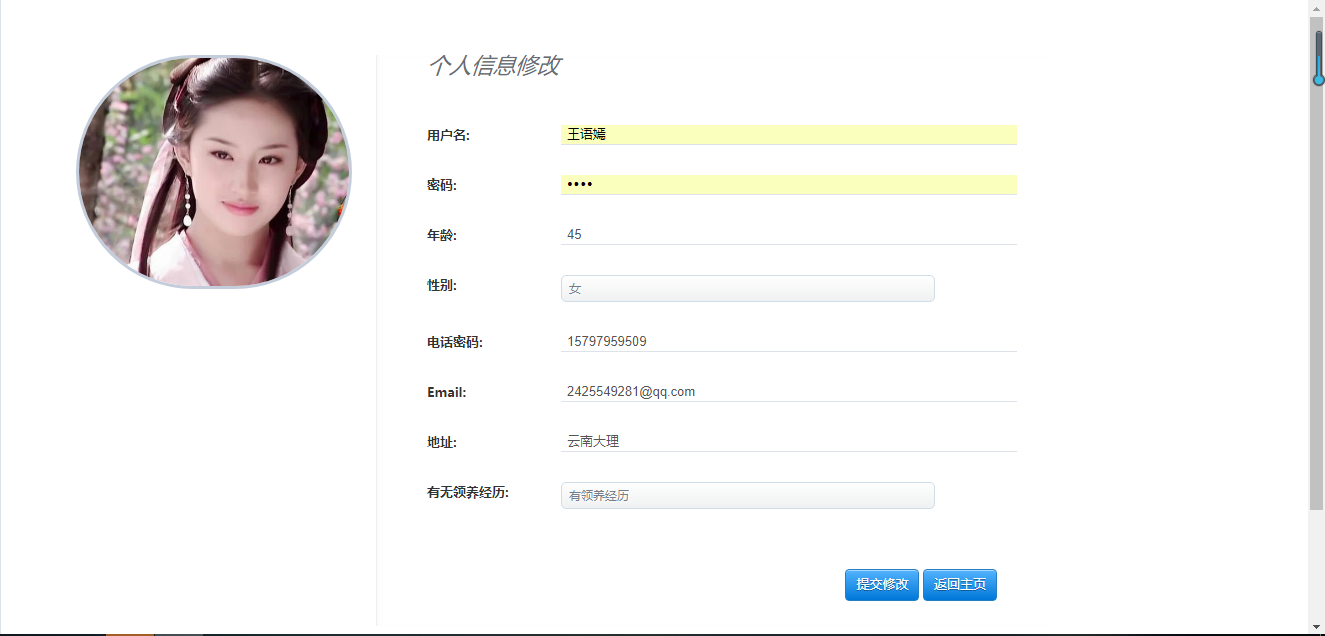 个人信息修改
用户名: 王语嫣
密码: ••••
年龄: 45
性别: 女
电话密码: 15797959509
Email: 2425549281@qq.com
地址: 云南大理
有无领养经历: 有领养经历
提交修改 返回主页